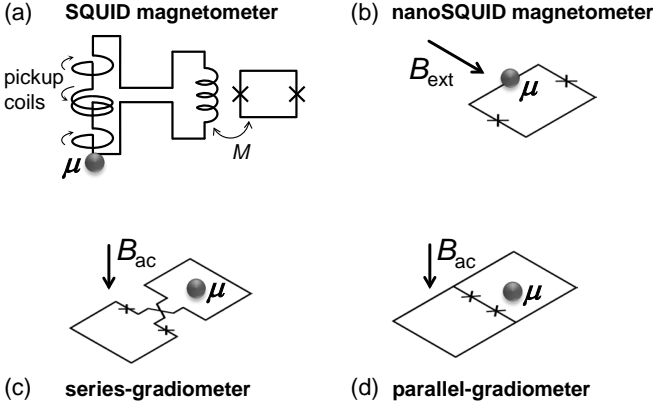 (a) SQUID magnetometer
(b) nanoSQUID magnetometer
pickup
coils
μ
M
B_ext
μ
B_ac
μ
B_ac
μ
(c) series-gradiometer
(d) parallel-gradiometer